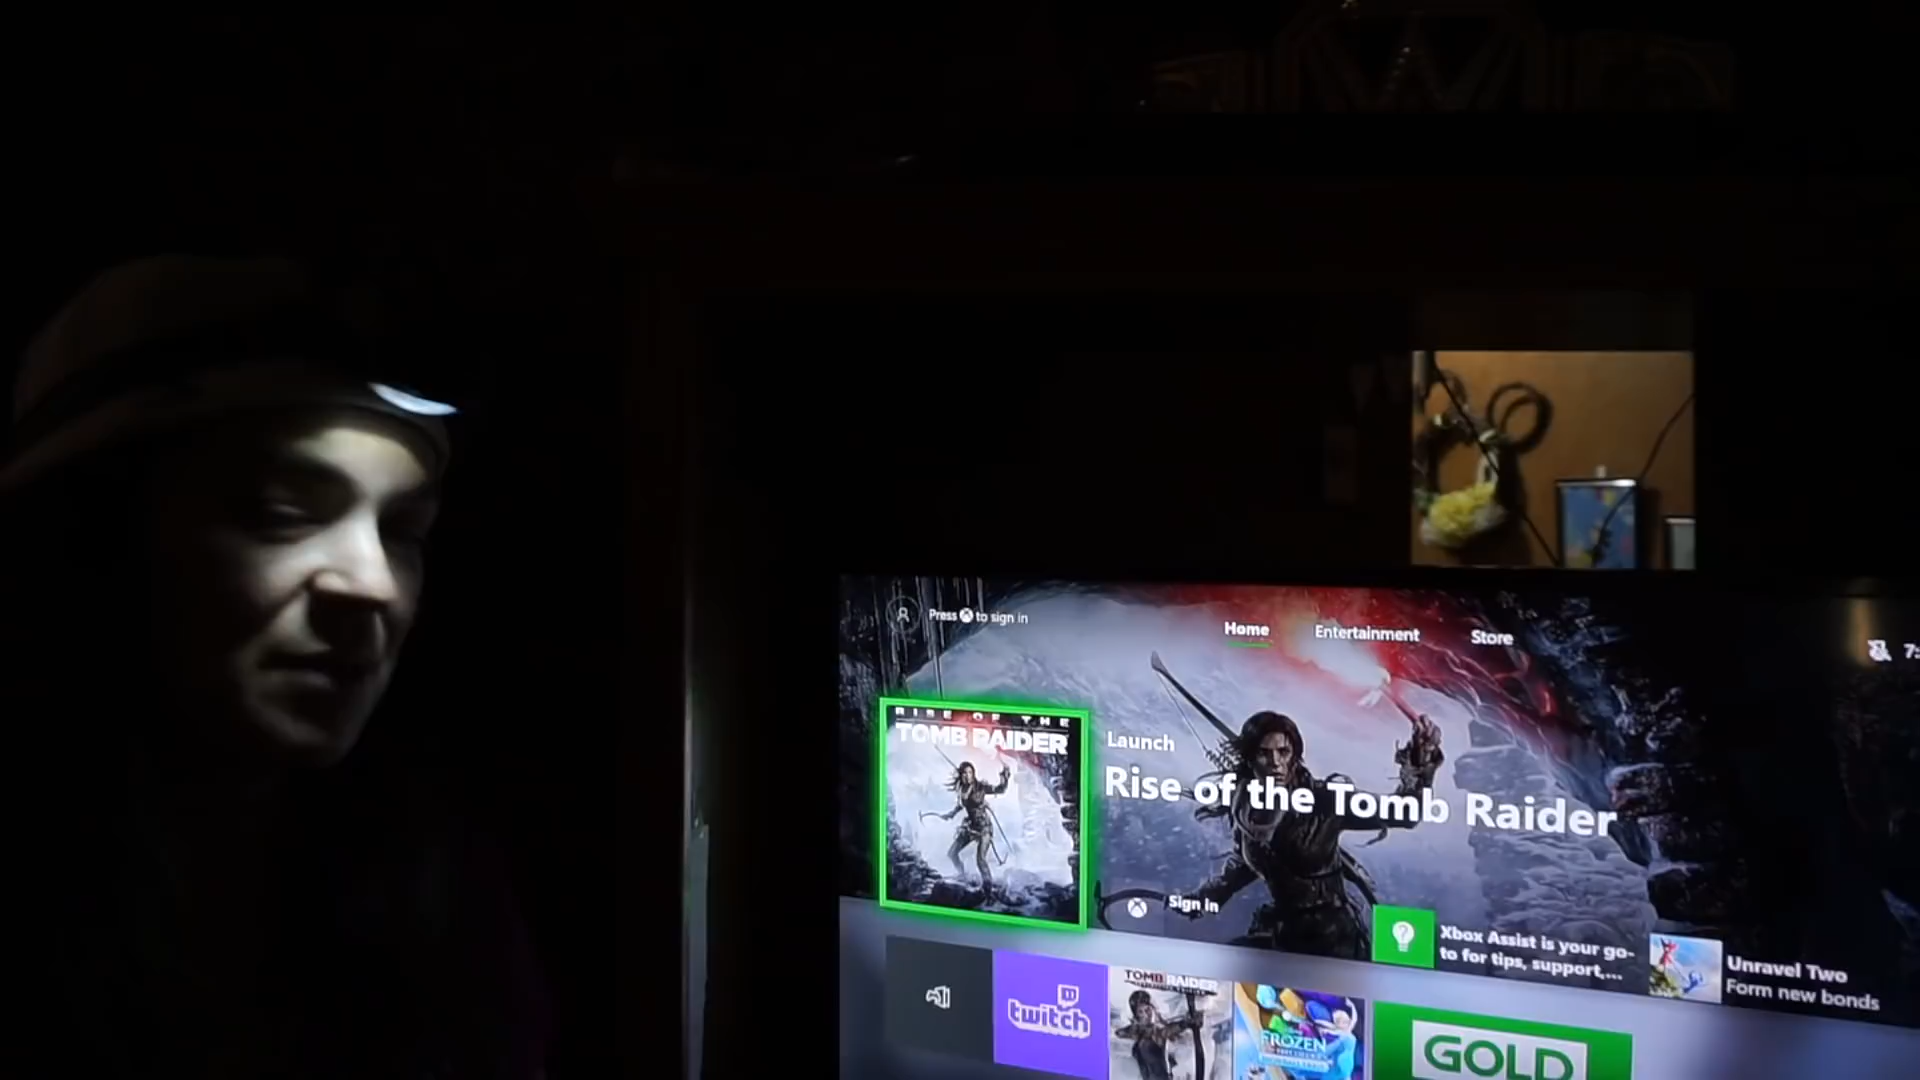 Press to sign in
Home
Entertainment
Store
7:
RISE OF THE
TOMB RAIDER
Launch
Rise of the Tomb Raider
Sign in
Xbox Assist is your go-
to for tips, support,...
Unravel Two
Form new bonds
twitch
TOMB RAIDER
FROZEN
GOLD